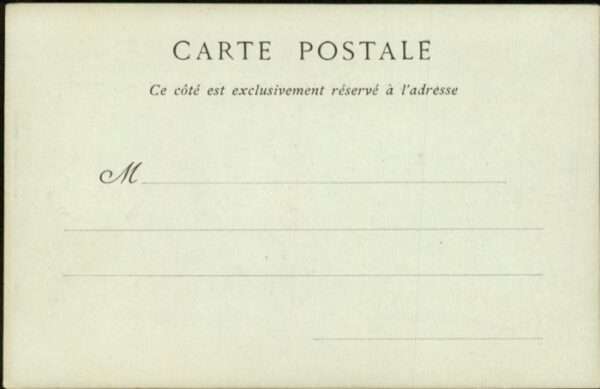 CARTE POSTALE
Ce côté est exclusivement réservé à l'adresse
M